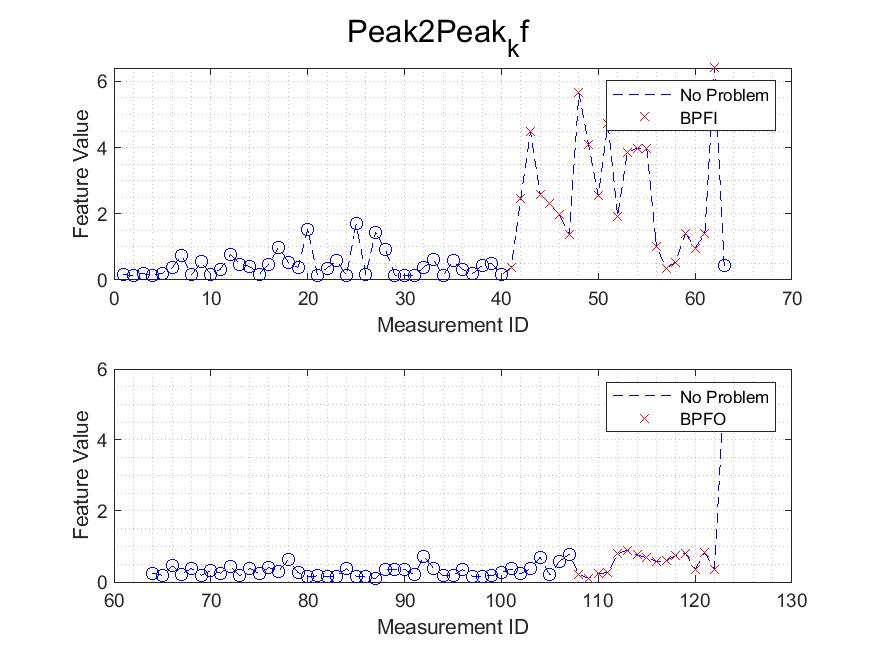 Peak2Peak_kf
6
4
2
0
Feature Value
No Problem
BPFI
0 10 20 30 40 50 60 70
Measurement ID
6
4
2
0
Feature Value
No Problem
BPFO
60 70 80 90 100 110 120 130
Measurement ID